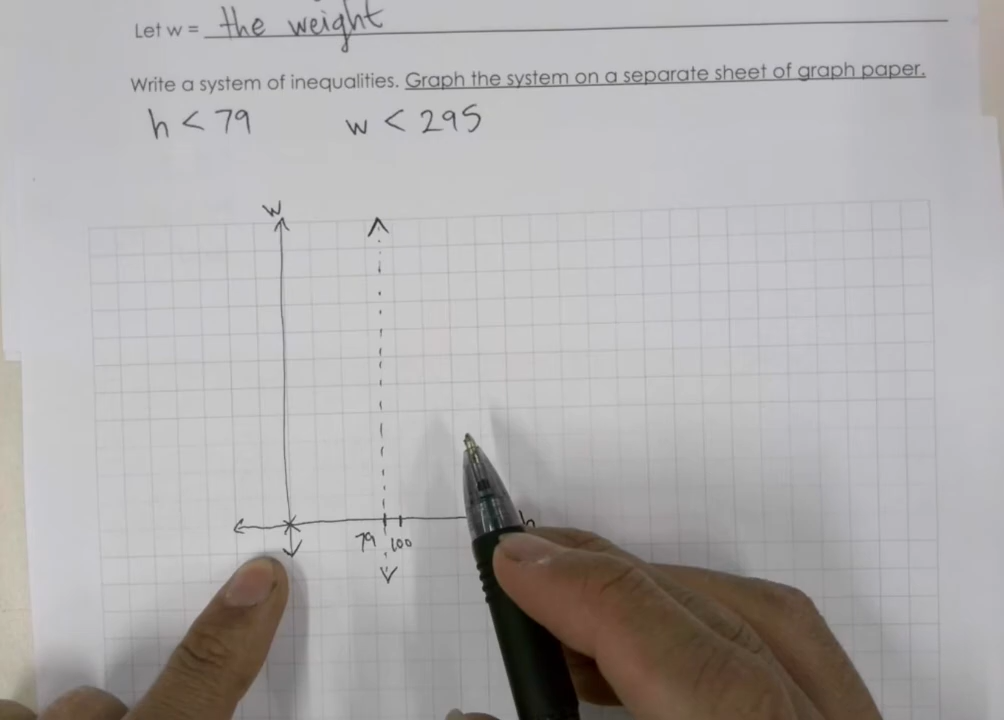 Let w = the weight
Write a system of inequalities. Graph the system on a separate sheet of graph paper.
h < 79 w < 295
w
h
79 100